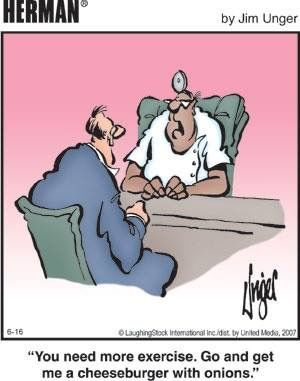 HERMAN®
by Jim Unger
Unger
6-16
© LaughingStock International Inc./dist. by United Media, 2007
“You need more exercise. Go and get
me a cheeseburger with onions.”